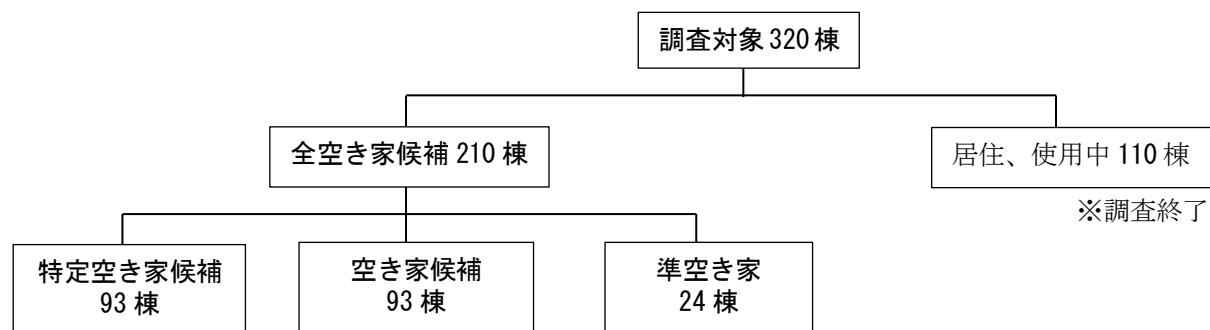 調査対象 320 棟
全空き家候補 210 棟
居住、使用中 110 棟
※調査終了
特定空き家候補
93 棟
空き家候補
93 棟
準空き家
24 棟